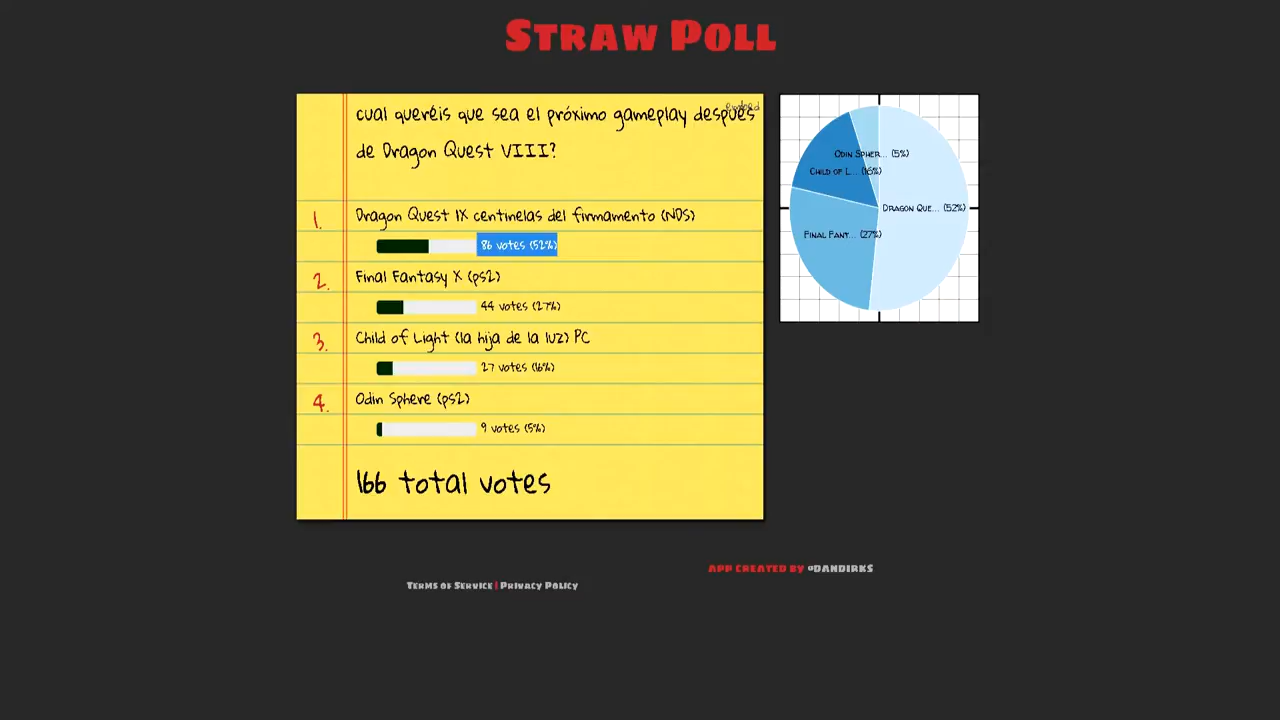 STRAW POLL
embed
cual queréis que sea el próximo gameplay después
de Dragon Quest VIII?
1. Dragon Quest IX centinelas del firmamento (NDS)
86 votes (52%)
2. Final Fantasy X (ps2)
44 votes (27%)
3. Child of Light (la hija de la luz) PC
27 votes (16%)
4. Odin Sphere (ps2)
9 votes (5%)
166 total votes
ODIN SPHER... (5%)
CHILD OF L... (16%)
DRAGON QUE... (52%)
FINAL FANT... (27%)
APP CREATED BY @DANDIRKS
TERMS OF SERVICE | PRIVACY POLICY